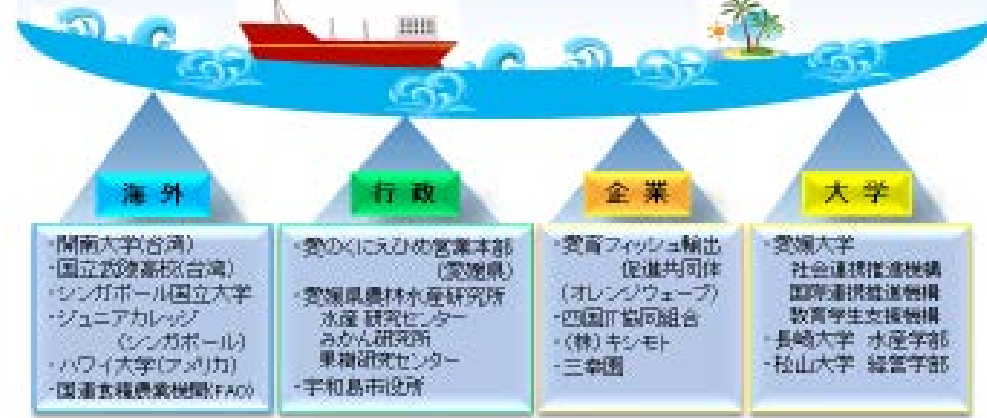 海外
・開南大学(台湾)
・国立武陵高校(台湾)
・シンガポール国立大学
・ジュニアカレッジ
(シンガポール)
・ハワイ大学(アメリカ)
・国連食糧農業機関(FAO)
行政
・愛のくにえひめ営業本部
(愛媛県)
・愛媛県農林水産研究所
水産研究センター
みかん研究所
果樹研究センター
・宇和島市役所
企業
・愛育フィッシュ輸出
促進共同体
(オレンジウェーブ)
・四国IT協同組合
・(株)キシモト
・三幸園
大学
・愛媛大学
社会連携推進機構
国際連携推進機構
教育学生支援機構
・長崎大学 水産学部
・松山大学 経営学部